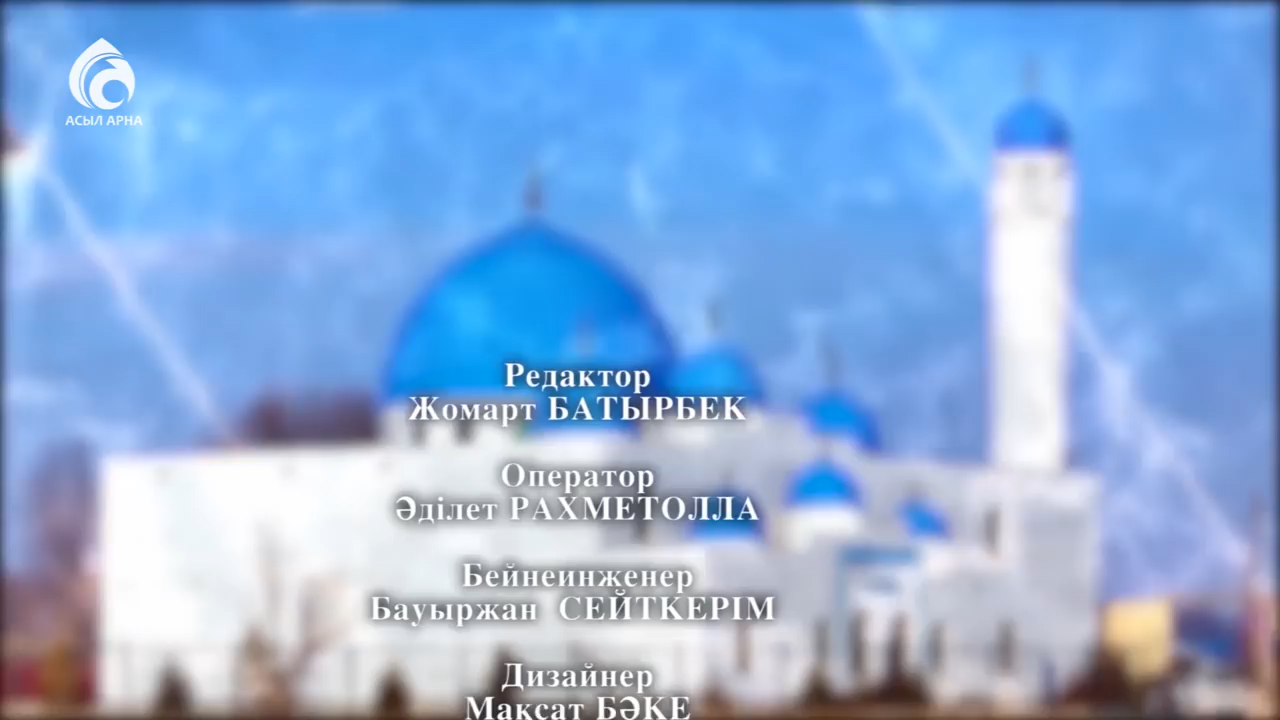 АСЫЛ АРНА
Редактор
Жомарт БАТЫРБЕК
Оператор
Әділет РАХМЕТОЛЛА
Бейнеинженер
Бауыржан СЕЙТКЕРІМ
Дизайнер
Мақсат БӘКЕ